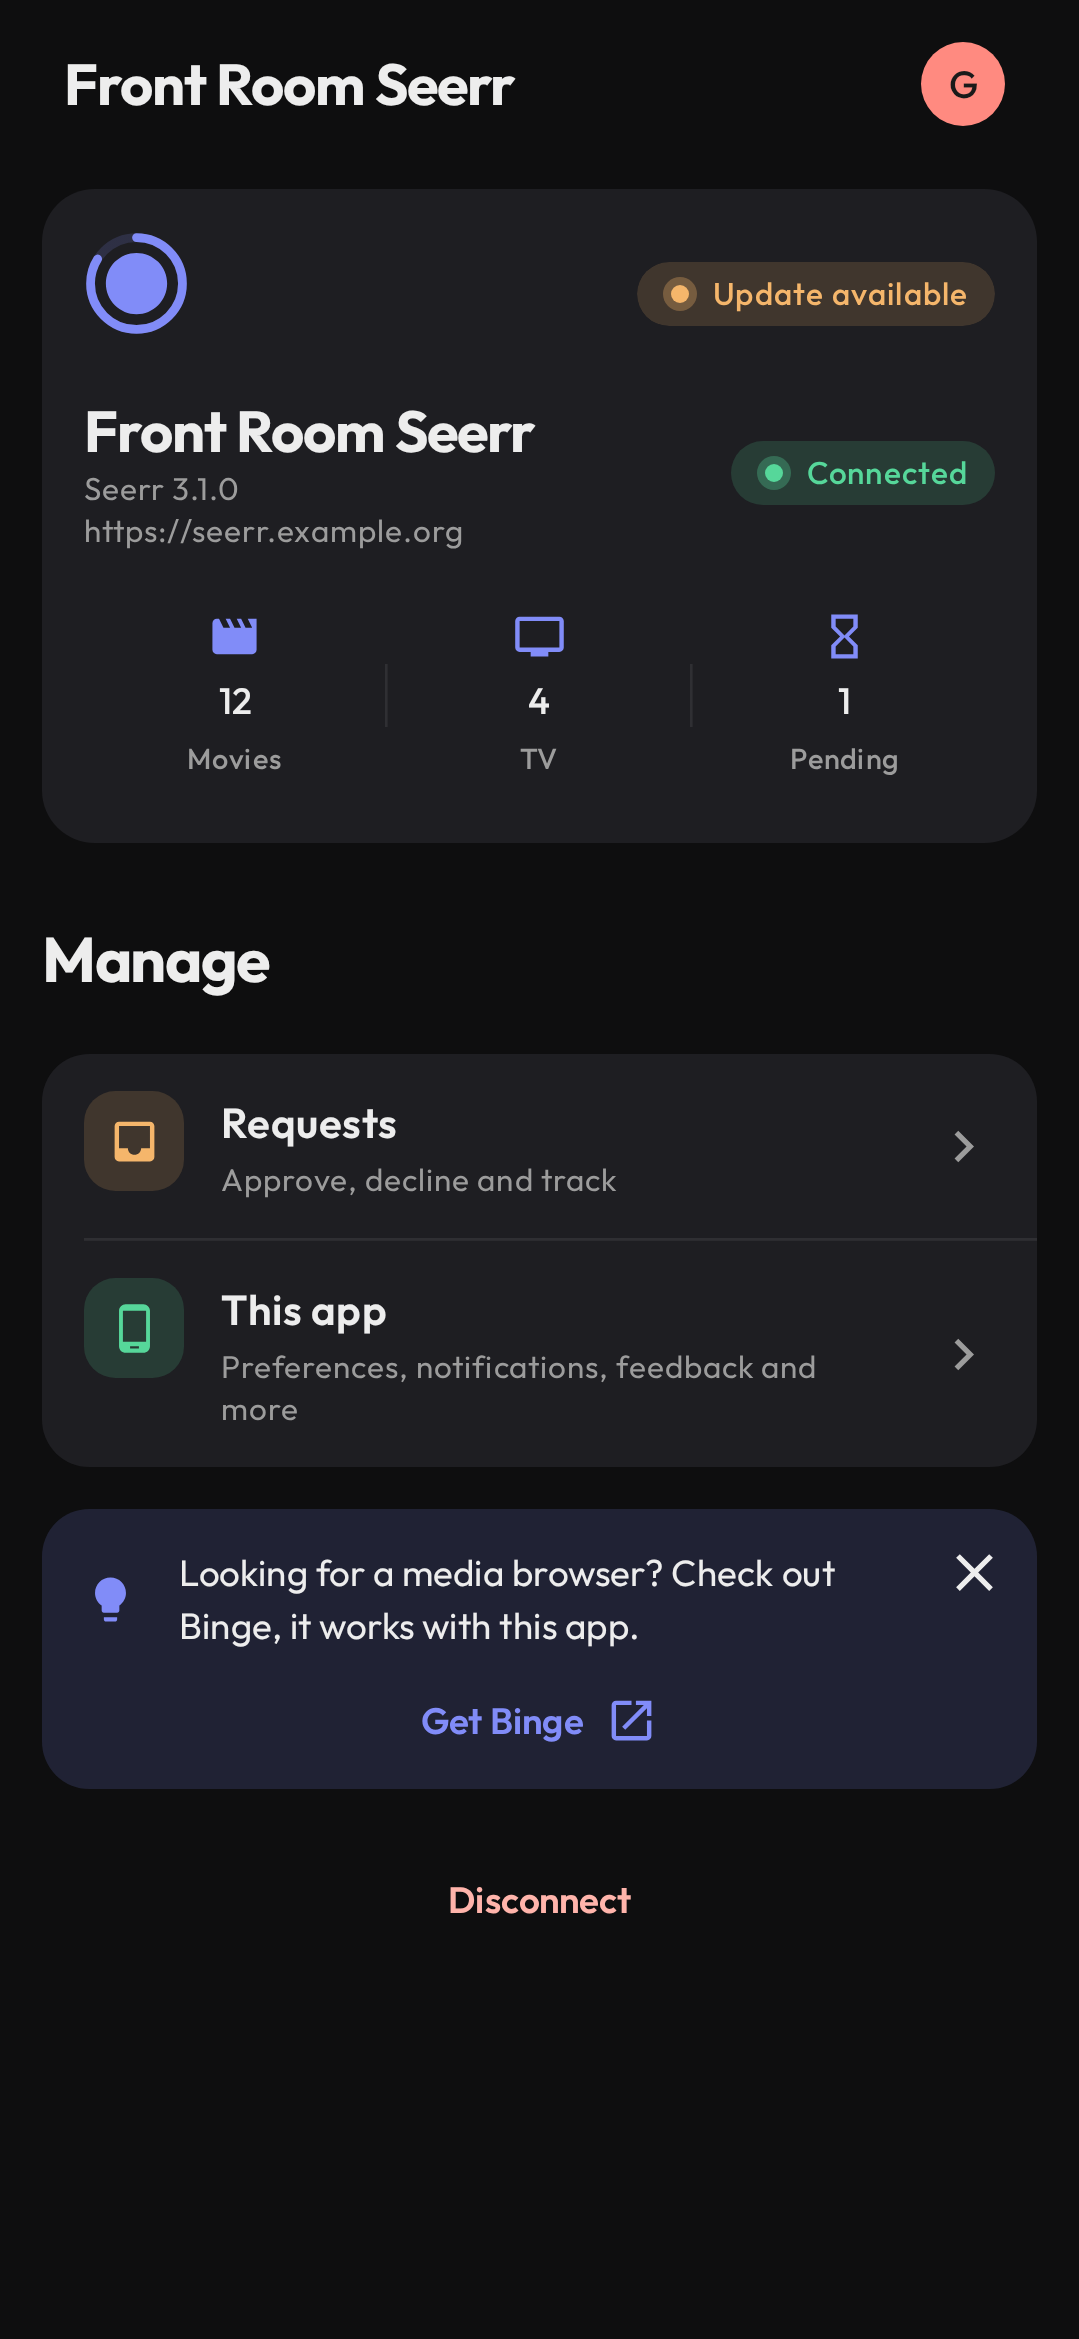 Front Room Seerr
G
Update available
Front Room Seerr
Seerr 3.1.0
https://seerr.example.org
Connected
12
Movies
4
TV
1
Pending
Manage
Requests
Approve, decline and track
This app
Preferences, notifications, feedback and
more
Looking for a media browser? Check out
Binge, it works with this app.
Get Binge
Disconnect